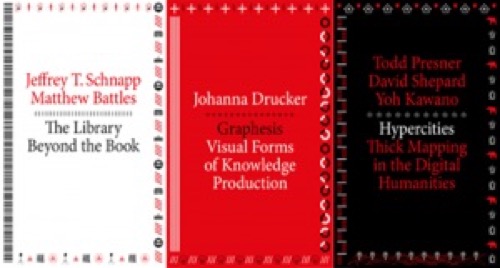 Jeffrey T. Schnapp
Matthew Battles
The Library
Beyond the Book
Johanna Drucker
Graphesis
Visual Forms
of Knowledge
Production
Todd Presner
David Shepard
Yoh Kawano
Hypercities
Thick Mapping
in the Digital
Humanities